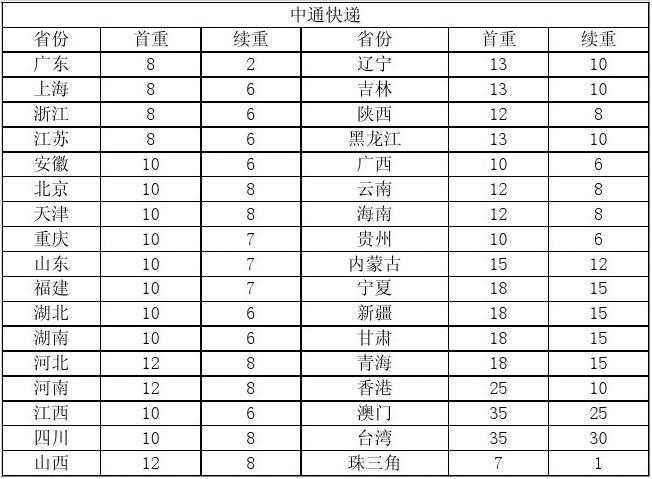 中通快递
省份 首重 续重 省份 首重 续重
广东 8 2 辽宁 13 10
上海 8 6 吉林 13 10
浙江 8 6 陕西 12 8
江苏 8 6 黑龙江 13 10
安徽 10 6 广西 10 6
北京 10 8 云南 12 8
天津 10 8 海南 12 8
重庆 10 7 贵州 10 6
山东 10 7 内蒙古 15 12
福建 10 7 宁夏 18 15
湖北 10 6 新疆 18 15
湖南 10 6 甘肃 18 15
河北 12 8 青海 18 15
河南 12 8 香港 25 10
江西 10 6 澳门 35 25
四川 10 8 台湾 35 30
山西 12 8 珠三角 7 1